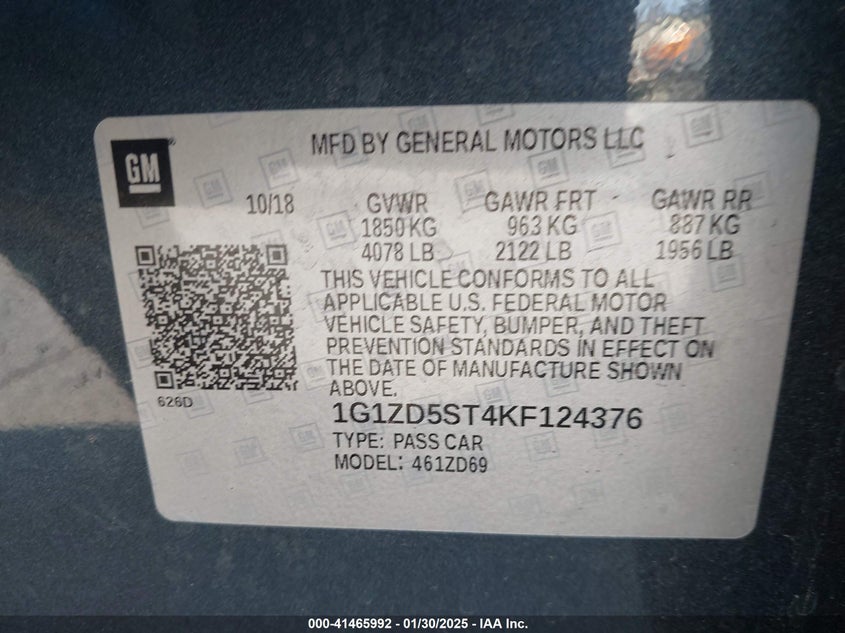 GM
MFD BY GENERAL MOTORS LLC
10/18 GVWR GAWR FRT GAWR RR
1850 KG 963 KG 887 KG
4078 LB 2122 LB 1956 LB
THIS VEHICLE CONFORMS TO ALL
APPLICABLE U.S. FEDERAL MOTOR
VEHICLE SAFETY, BUMPER, AND THEFT
PREVENTION STANDARDS IN EFFECT ON
THE DATE OF MANUFACTURE SHOWN
ABOVE.
626D
1G1ZD5ST4KF124376
TYPE: PASS CAR
MODEL: 461ZD69
000-41465992 - 01/30/2025 - IAA Inc.